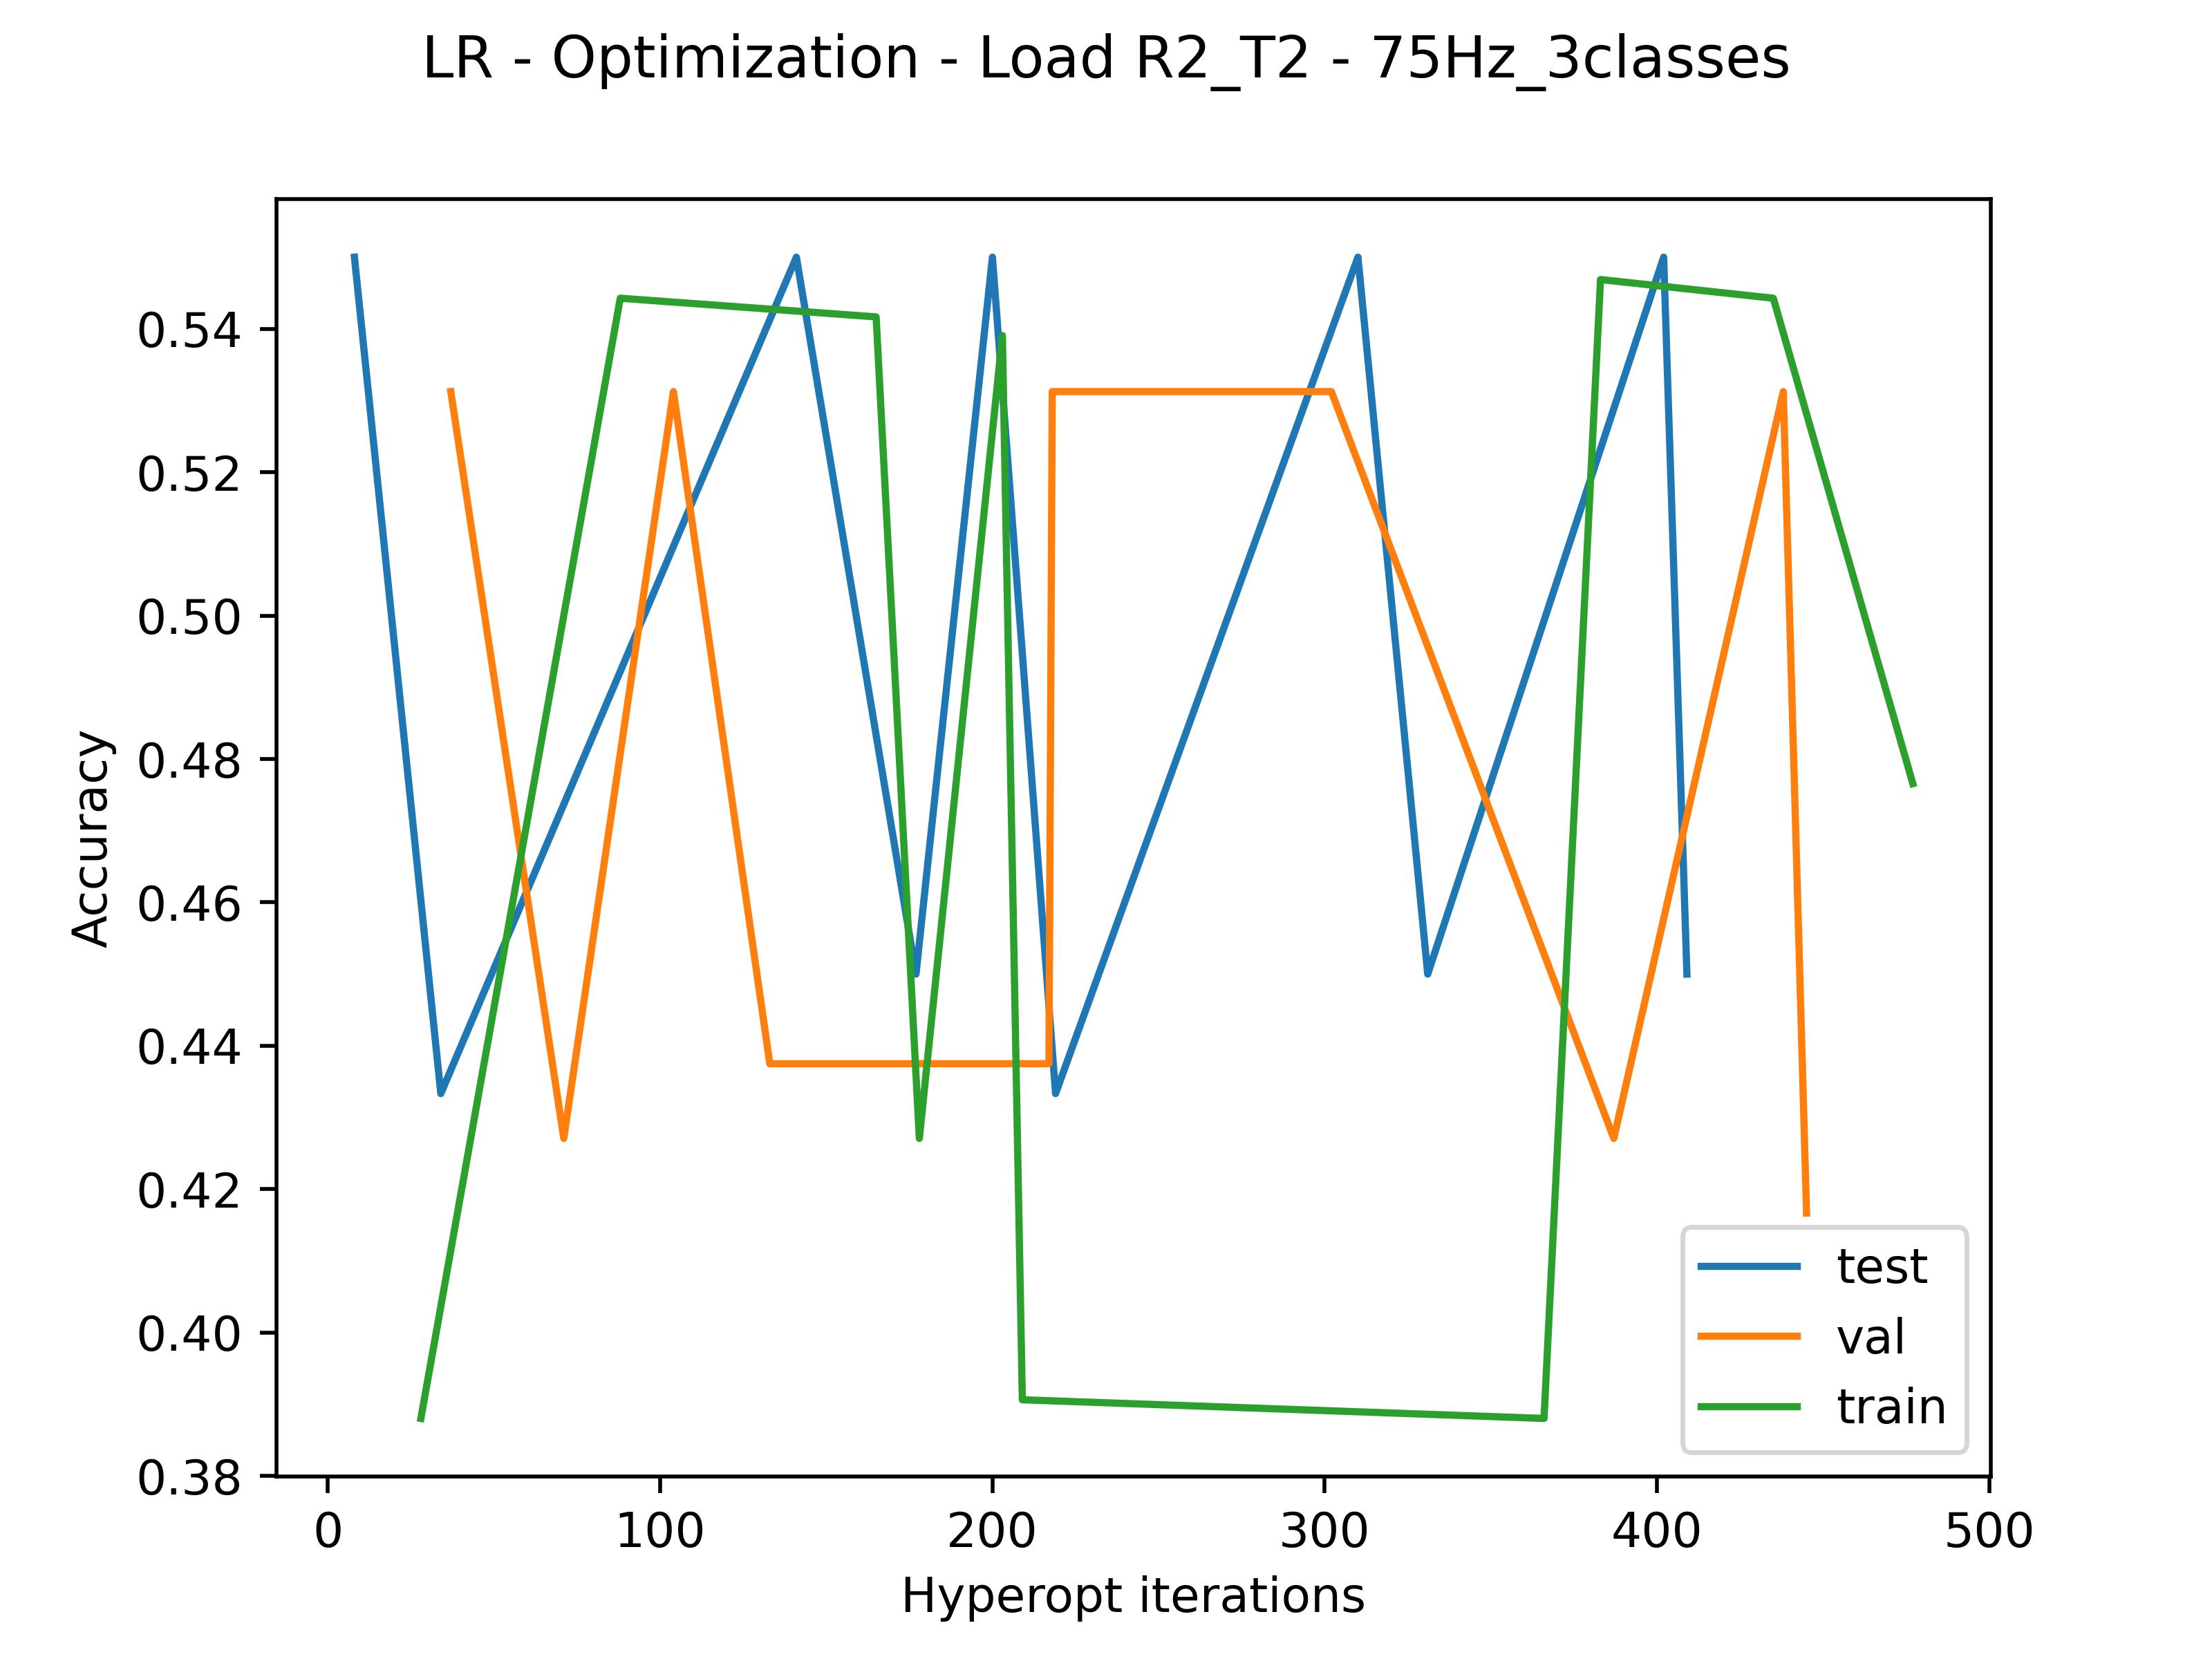 LR - Optimization - Load R2_T2 - 75Hz_3classes
0.54
0.52
0.50
0.48
0.46
0.44
0.42
0.40
0.38
Accuracy
0 100 200 300 400 500
Hyperopt iterations
test
val
train